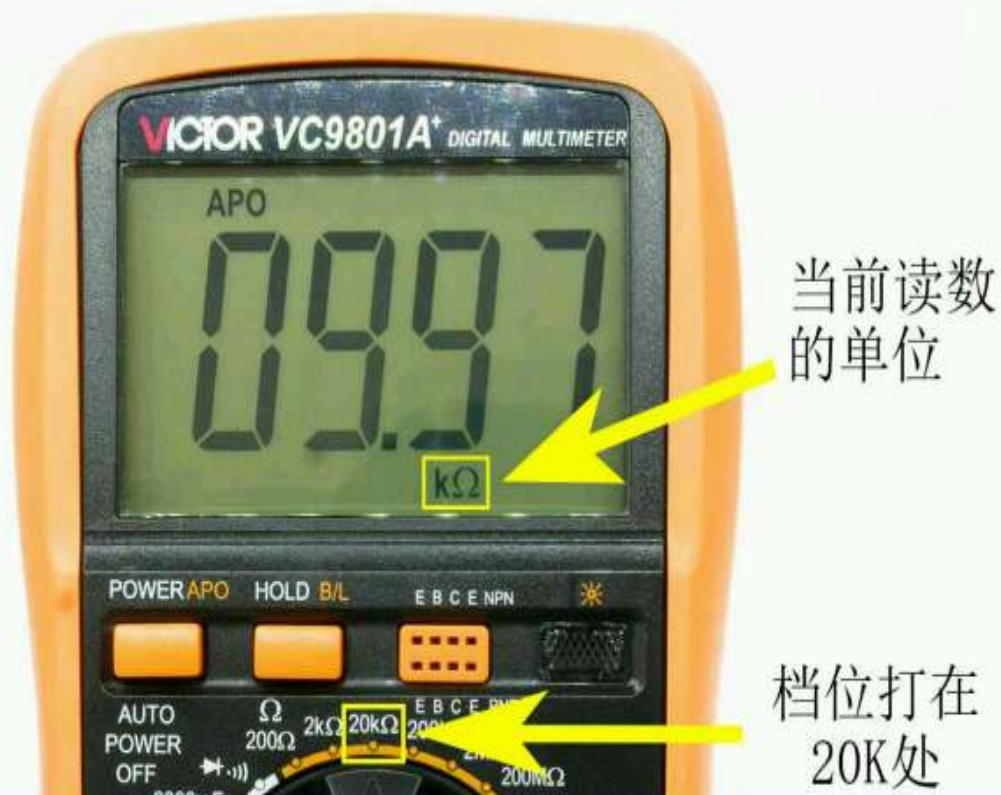 VICTOR VC9801A+ DIGITAL MULTIMETER
APO
09.97
kΩ
当前读数
的单位
POWER APO HOLD B/L E B C E NPN
E B C E
AUTO
POWER
OFF
Ω
200Ω
2kΩ
20kΩ
200MΩ
档位打在
20K处